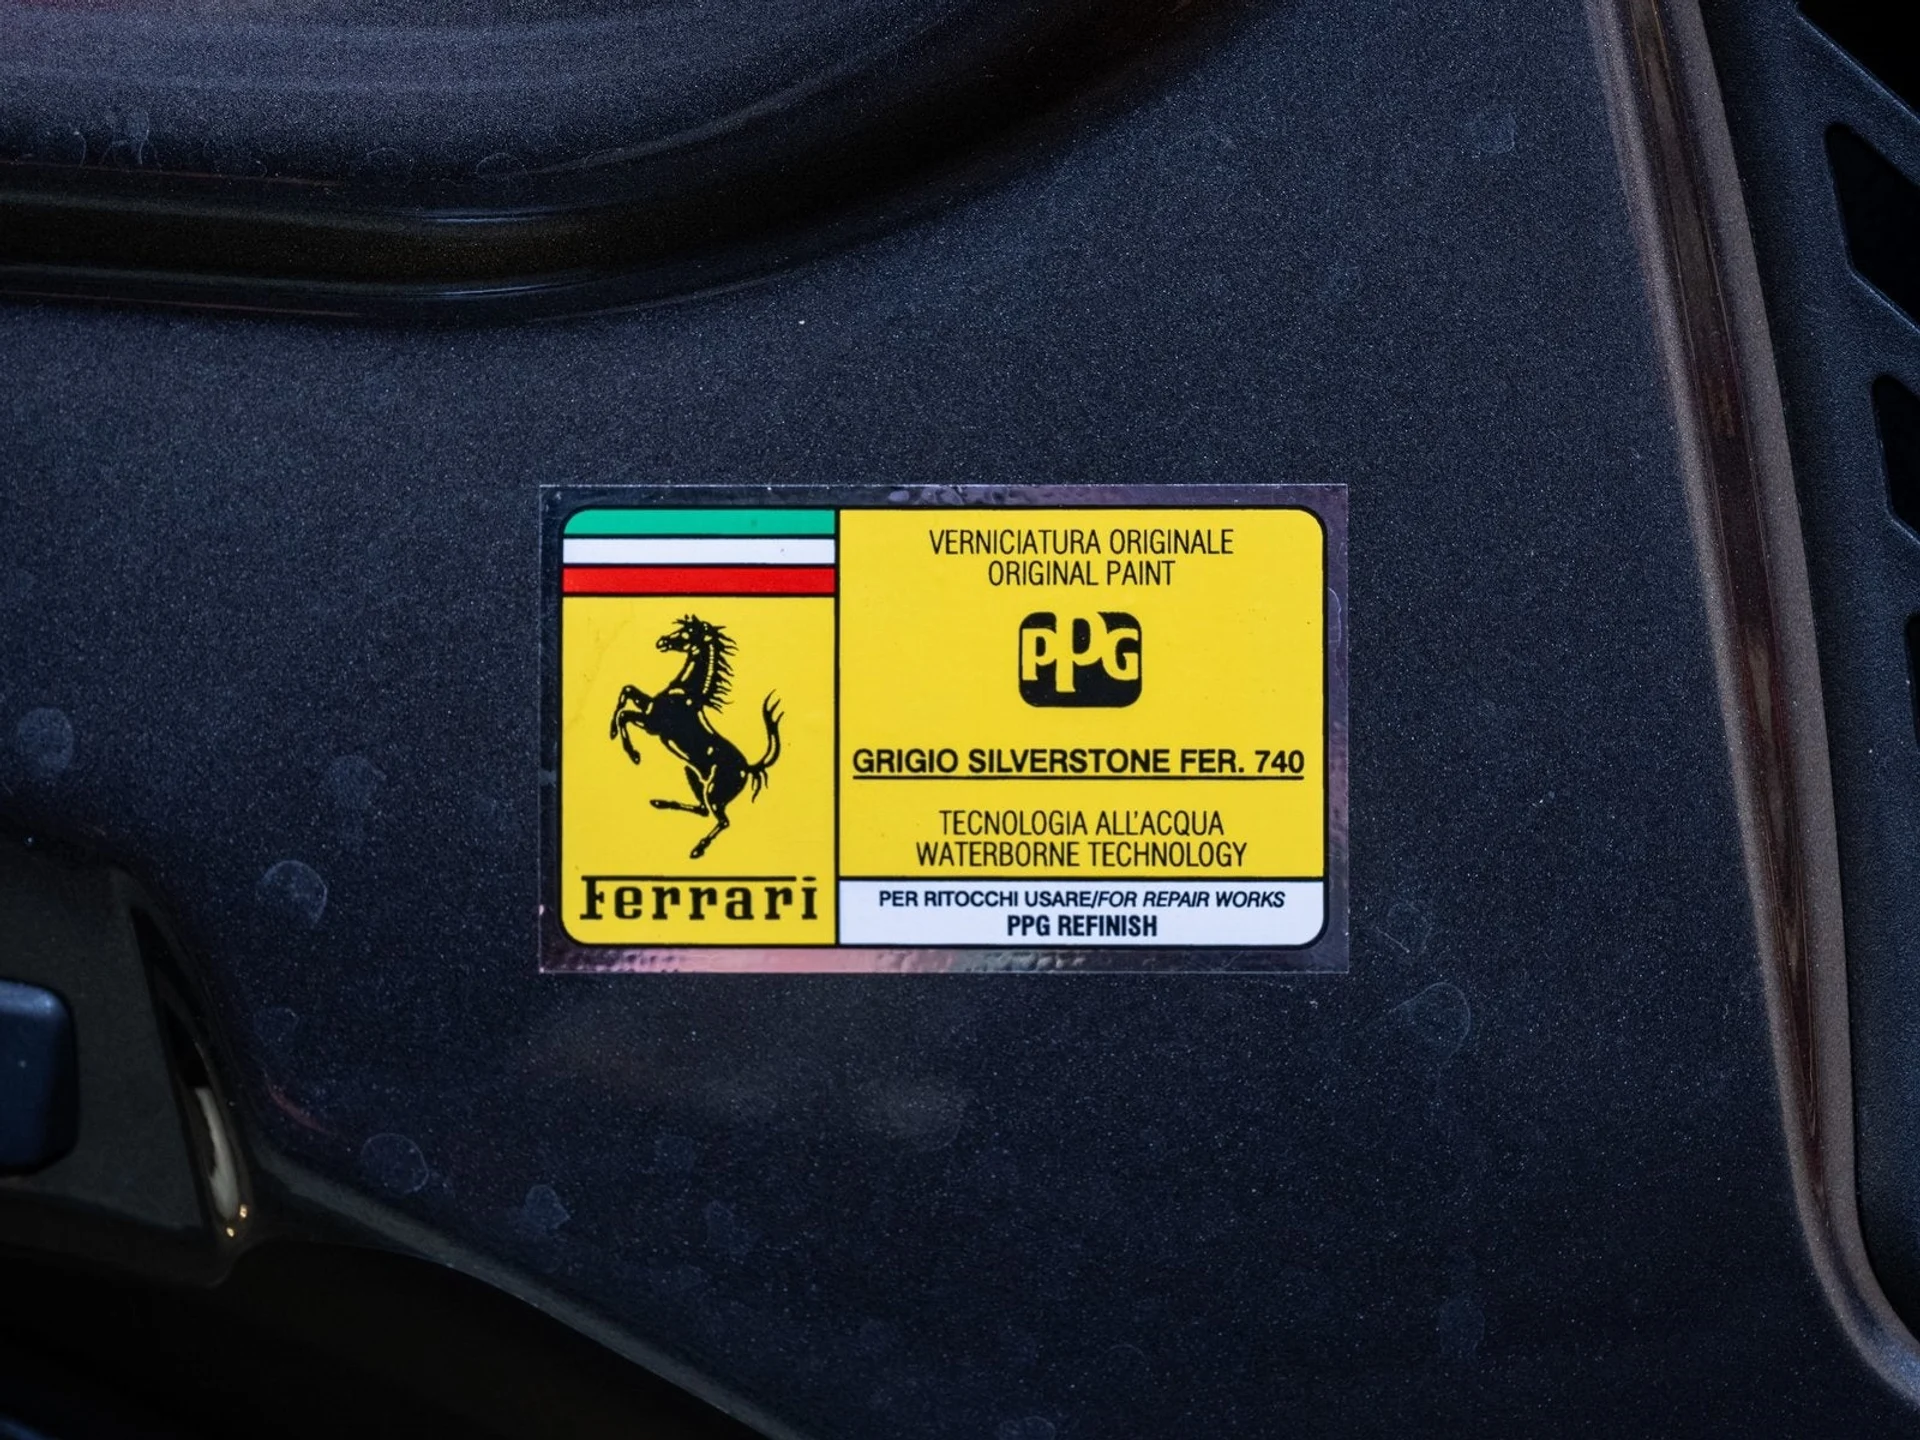 Ferrari
VERNICIATURA ORIGINALE
ORIGINAL PAINT
PPG
GRIGIO SILVERSTONE FER. 740
TECNOLOGIA ALL'ACQUA
WATERBORNE TECHNOLOGY
PER RITOCCHI USARE/FOR REPAIR WORKS
PPG REFINISH